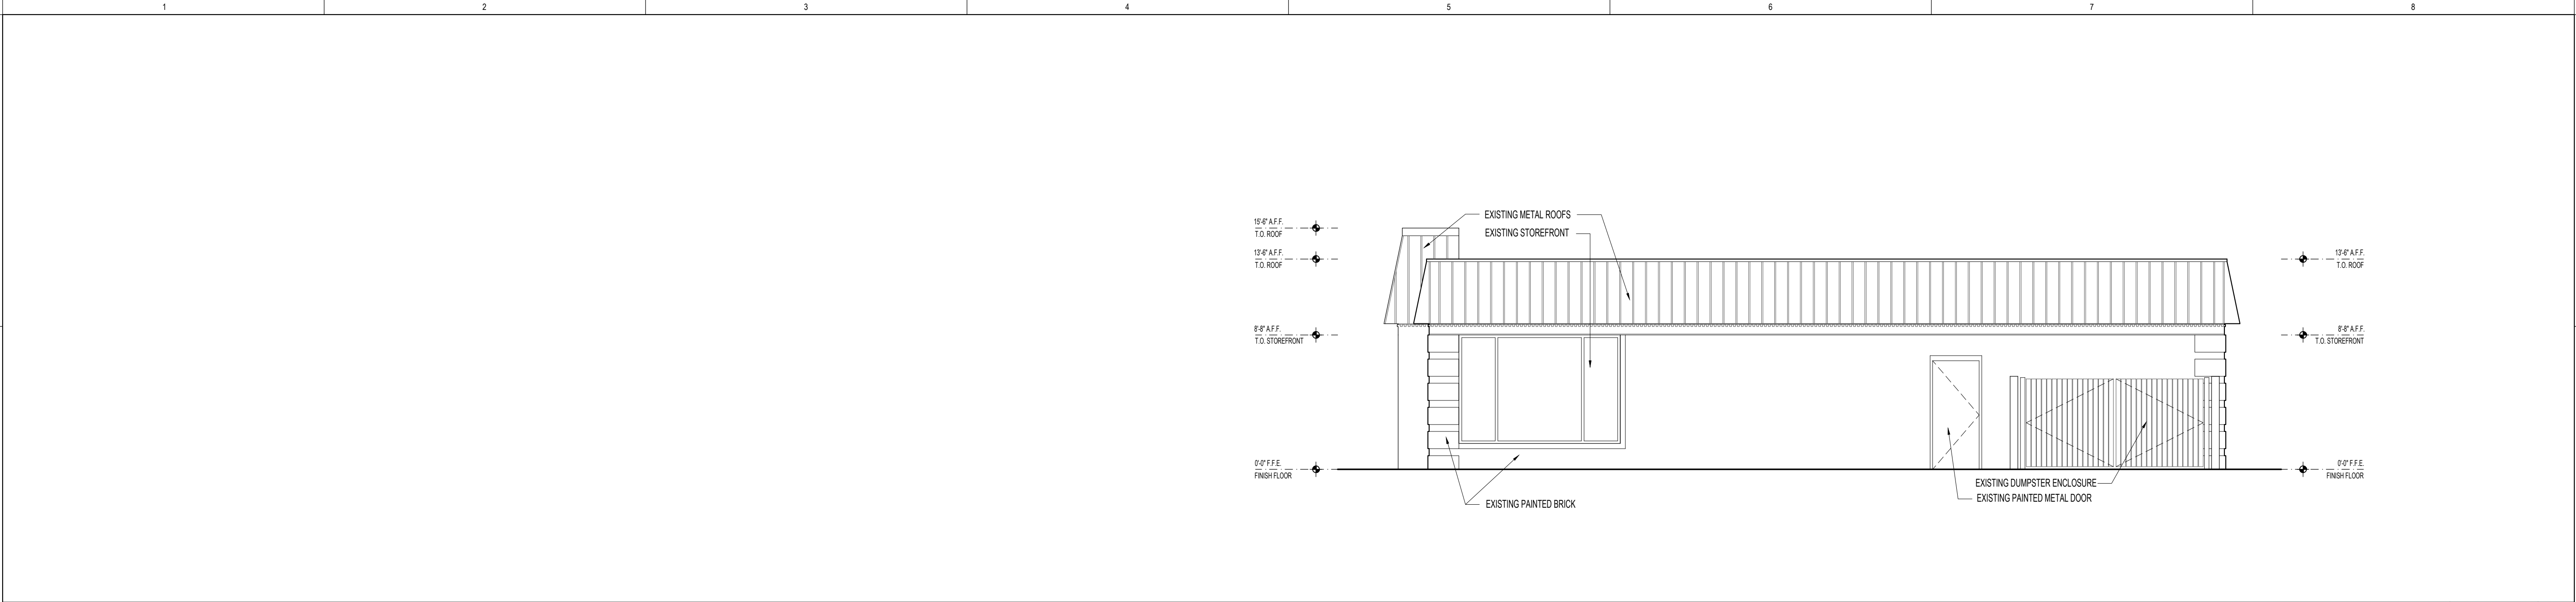 1 2 3 4 5 6 7 8
EXISTING METAL ROOFS
EXISTING STOREFRONT
15'-6" A.F.F.
T.O. ROOF
13'-6" A.F.F.
T.O. ROOF
8'-8" A.F.F.
T.O. STOREFRONT
0'-0" F.F.E.
FINISH FLOOR
13'-6" A.F.F.
T.O. ROOF
8'-8" A.F.F.
T.O. STOREFRONT
0'-0" F.F.E.
FINISH FLOOR
EXISTING DUMPSTER ENCLOSURE
EXISTING PAINTED METAL DOOR
EXISTING PAINTED BRICK